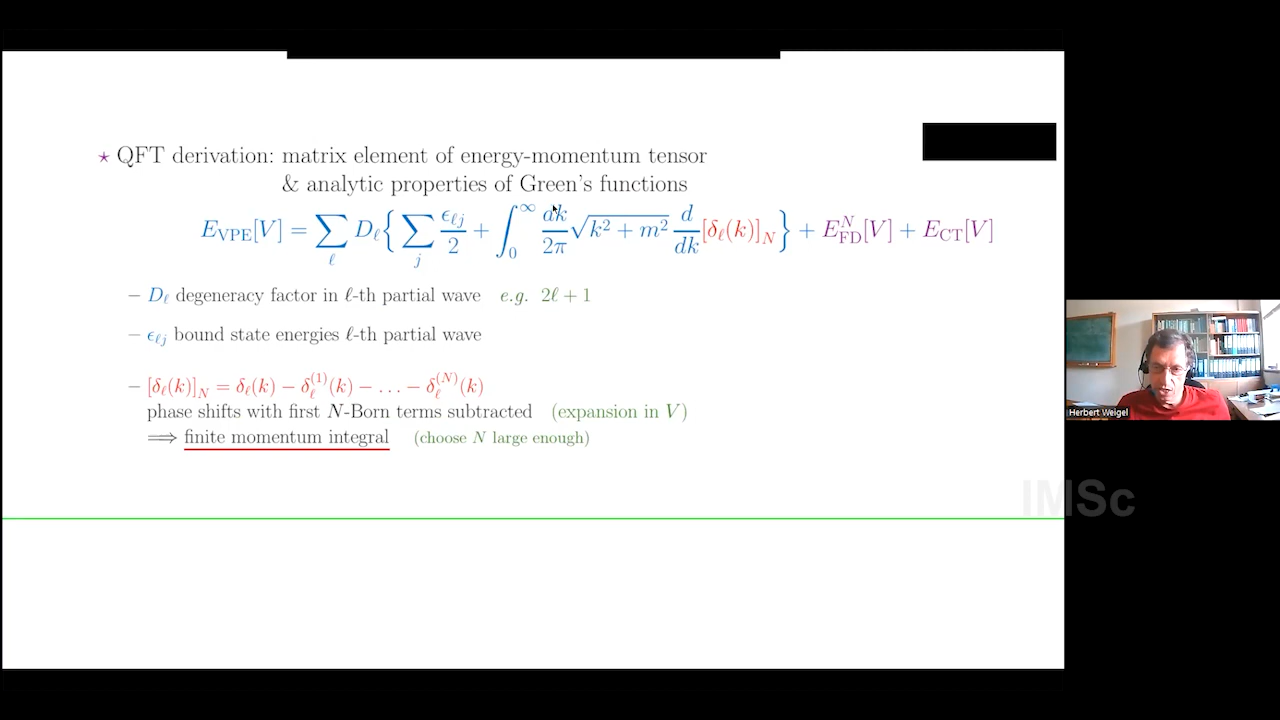 ⋆ QFT derivation: matrix element of energy-momentum tensor
& analytic properties of Green's functions
E_VPE[V] = ∑_ℓ D_ℓ { ∑_j ϵ_ℓj/2 + ∫_0^∞ dk/2π √(k² + m²) d/dk [δ_ℓ(k)]_N } + E_FD^N[V] + E_CT[V]
– D_ℓ degeneracy factor in ℓ-th partial wave e.g. 2ℓ + 1
– ϵ_ℓj bound state energies ℓ-th partial wave
– [δ_ℓ(k)]_N = δ_ℓ(k) − δ_ℓ^(1)(k) − … − δ_ℓ^(N)(k)
phase shifts with first N-Born terms subtracted (expansion in V)
⟹ finite momentum integral (choose N large enough)
Herbert Weigel
IMSc